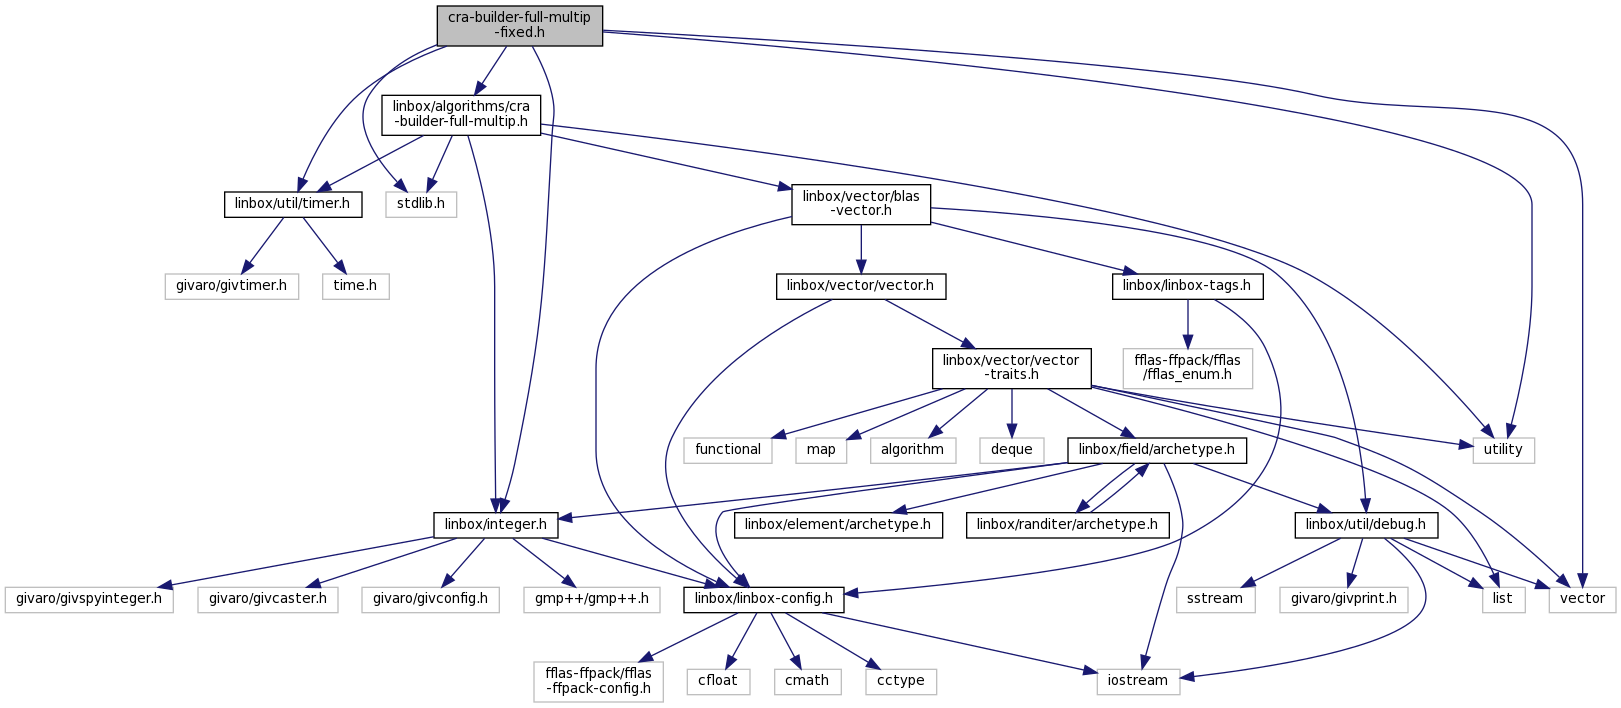 cra-builder-full-multip
-fixed.h
linbox/algorithms/cra
-builder-full-multip.h
linbox/util/timer.h
stdlib.h
linbox/vector/blas
-vector.h
givaro/givtimer.h
time.h
linbox/vector/vector.h
linbox/linbox-tags.h
linbox/vector/vector
-traits.h
fflas-ffpack/fflas
/fflas_enum.h
functional
map
algorithm
deque
linbox/field/archetype.h
utility
linbox/integer.h
linbox/element/archetype.h
linbox/randiter/archetype.h
linbox/util/debug.h
givaro/givspyinteger.h
givaro/givcaster.h
givaro/givconfig.h
gmp++/gmp++.h
linbox/linbox-config.h
sstream
givaro/givprint.h
list
vector
fflas-ffpack/fflas
-ffpack-config.h
cfloat
cmath
cctype
iostream